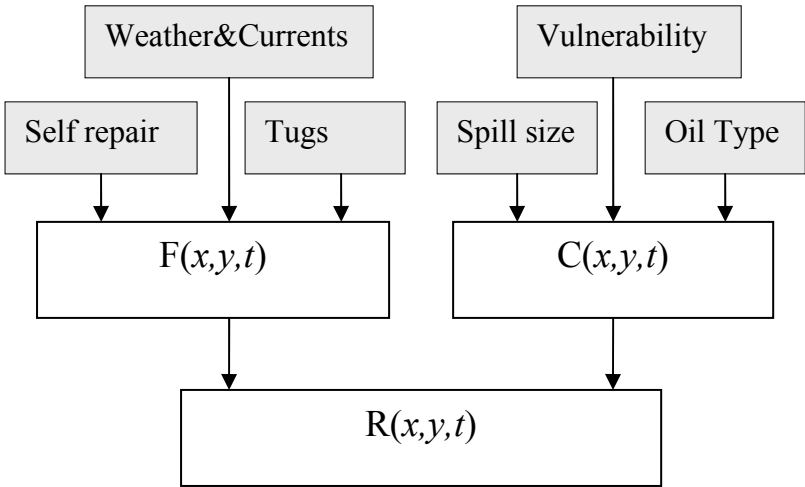 Weather&Currents
Vulnerability
Self repair
Tugs
Spill size
Oil Type
F(x,y,t)
C(x,y,t)
R(x,y,t)